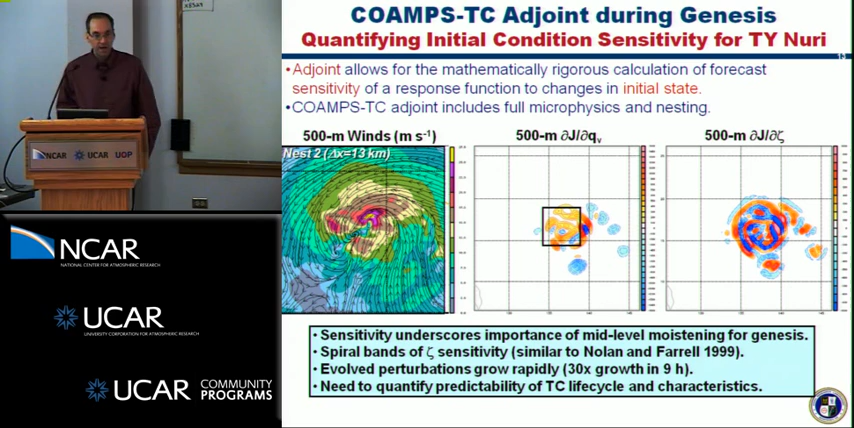 COAMPS-TC Adjoint during Genesis
Quantifying Initial Condition Sensitivity for TY Nuri
•Adjoint allows for the mathematically rigorous calculation of forecast
sensitivity of a response function to changes in initial state.
•COAMPS-TC adjoint includes full microphysics and nesting.
500-m Winds (m s⁻¹)
500-m ∂J/∂qᵥ
500-m ∂J/∂ζ
Nest 2 (Δx=13 km)
• Sensitivity underscores importance of mid-level moistening for genesis.
• Spiral bands of ζ sensitivity (similar to Nolan and Farrell 1999).
• Evolved perturbations grow rapidly (30x growth in 9 h).
• Need to quantify predictability of TC lifecycle and characteristics.
NCAR UCAR UOP
NCAR
NATIONAL CENTER FOR ATMOSPHERIC RESEARCH
UCAR
UNIVERSITY CORPORATION FOR ATMOSPHERIC RESEARCH
UCAR COMMUNITY
PROGRAMS